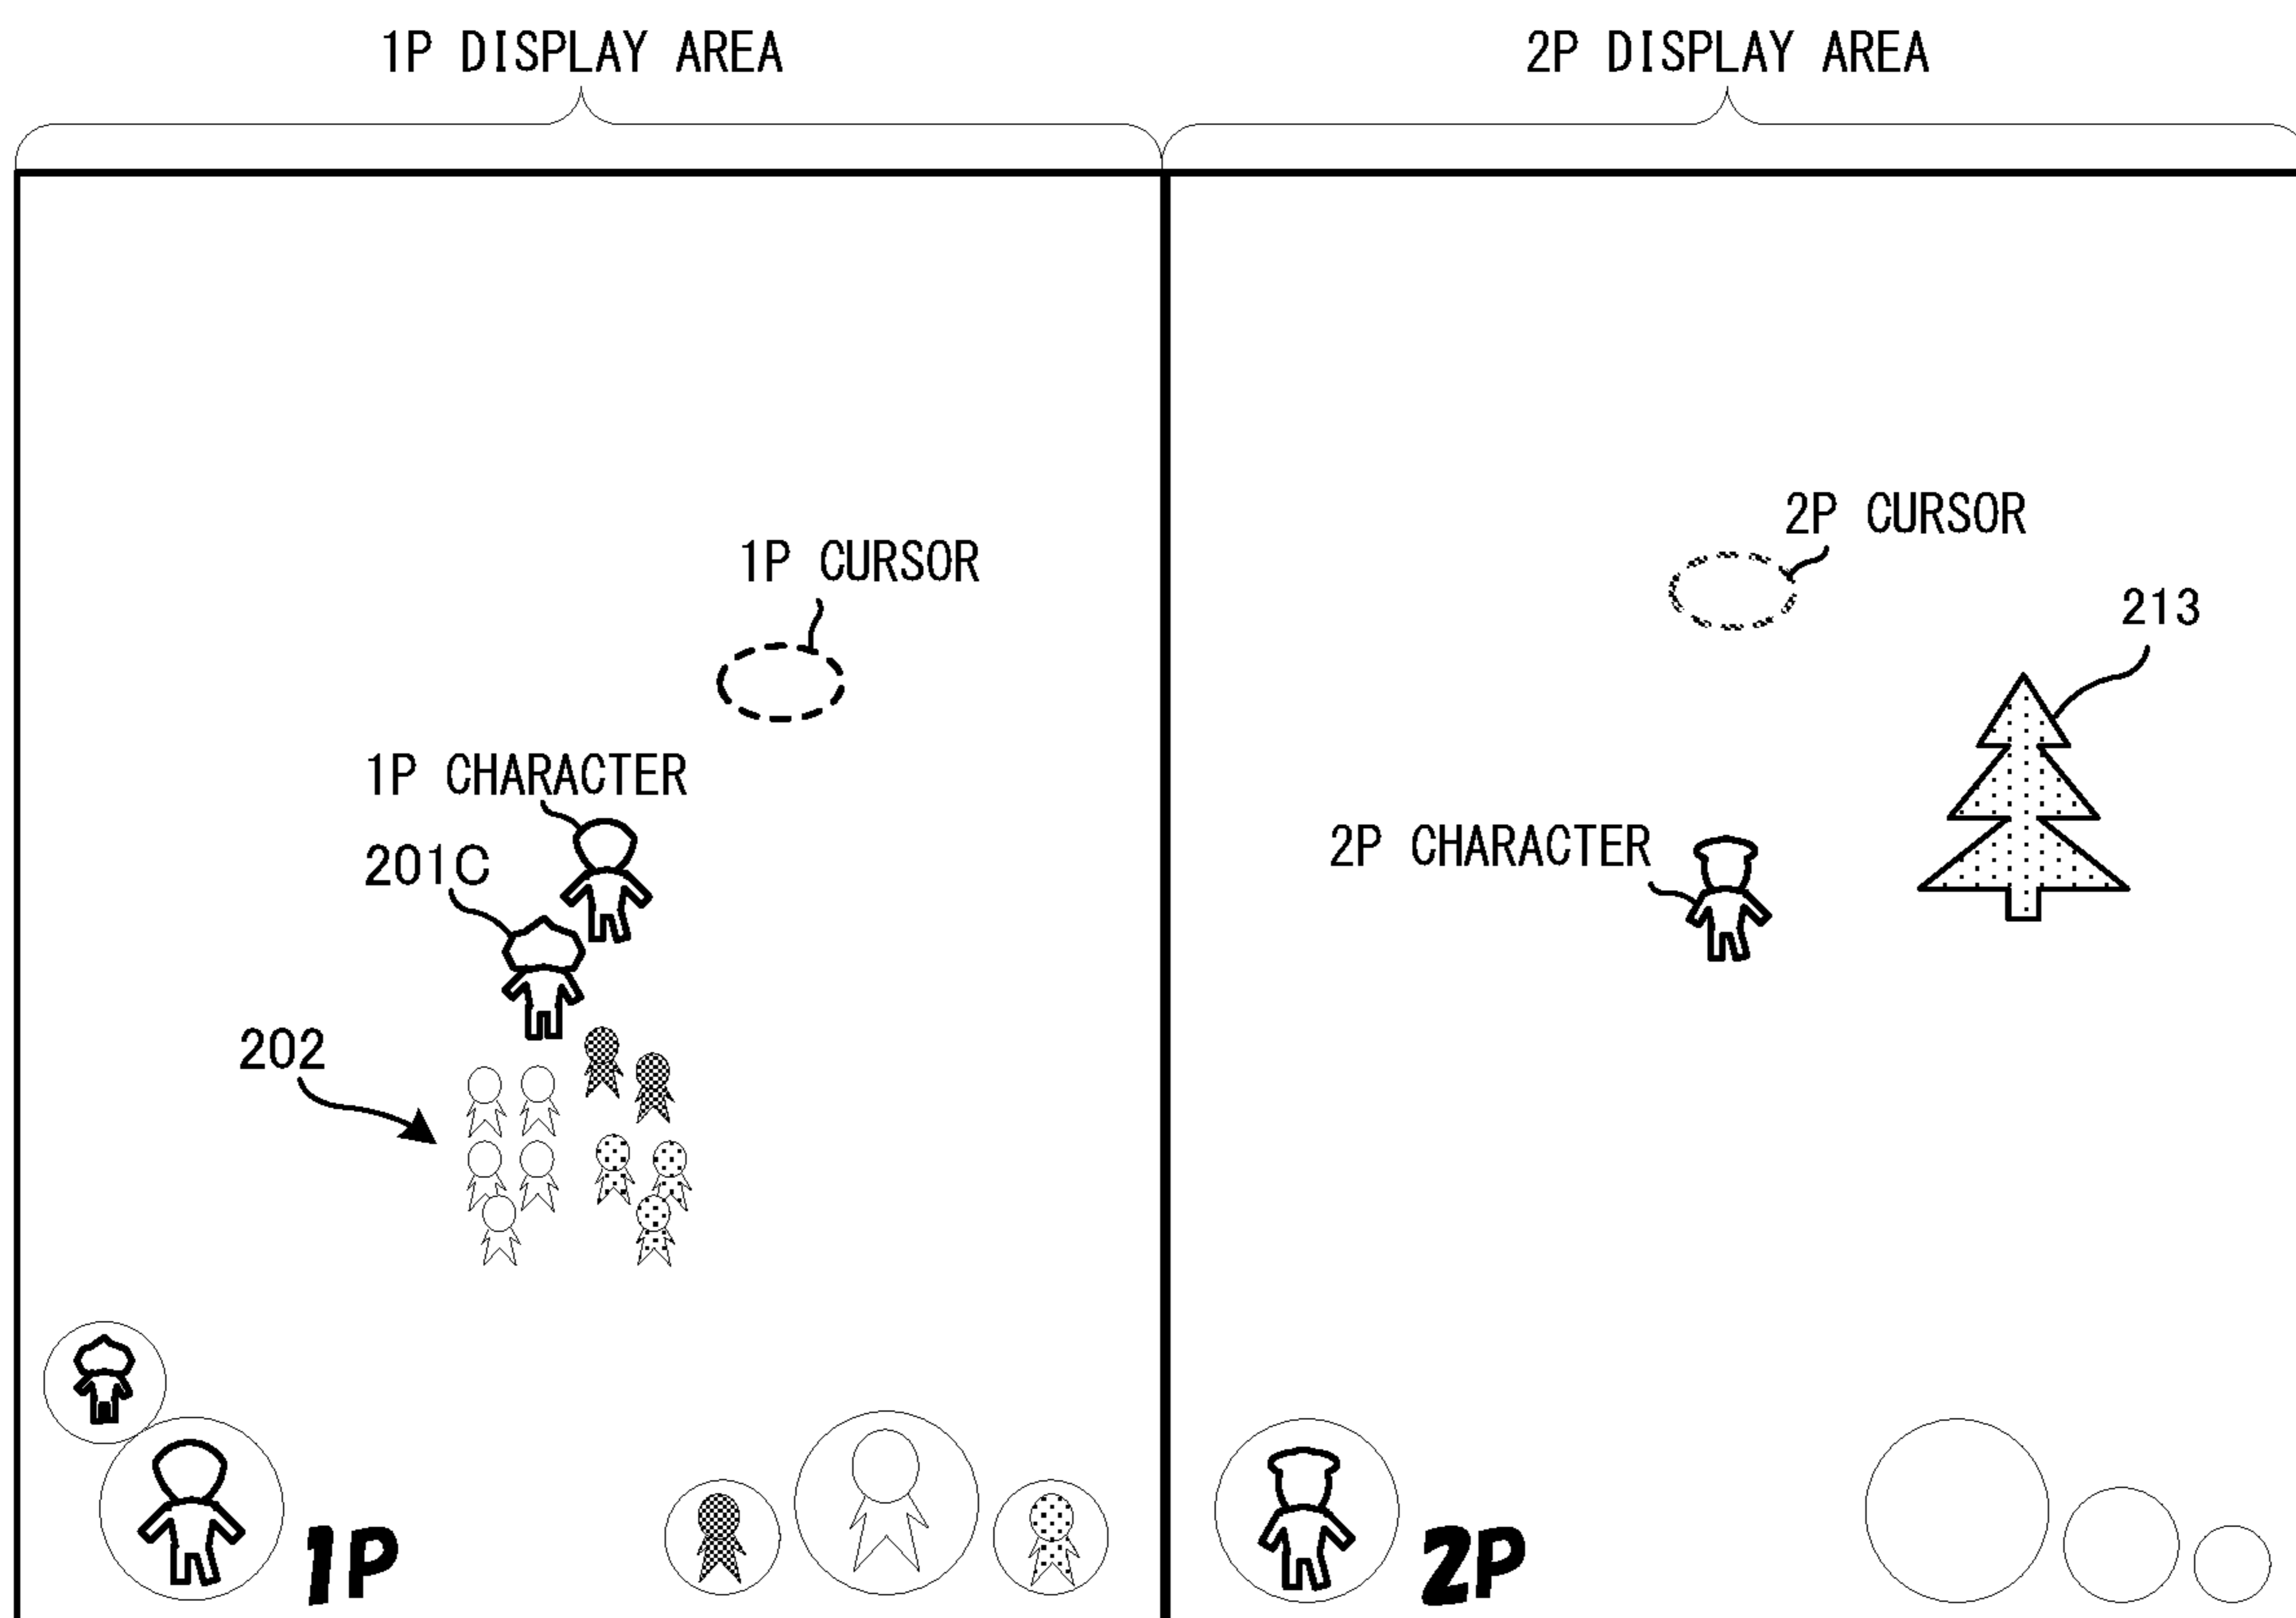 1P DISPLAY AREA
2P DISPLAY AREA
1P CURSOR
1P CHARACTER
201C
202
1P
2P CURSOR
213
2P CHARACTER
2P